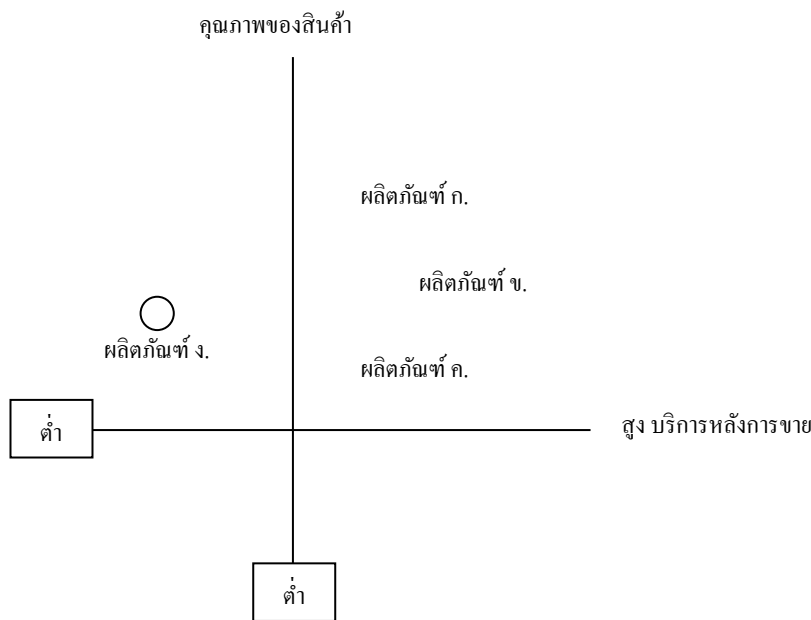 คุณภาพของสินค้า
ผลิตภัณฑ์ ก.
ผลิตภัณฑ์ ข.
ผลิตภัณฑ์ ง.
ผลิตภัณฑ์ ค.
ต่ำ
สูง บริการหลังการขาย
ต่ำ